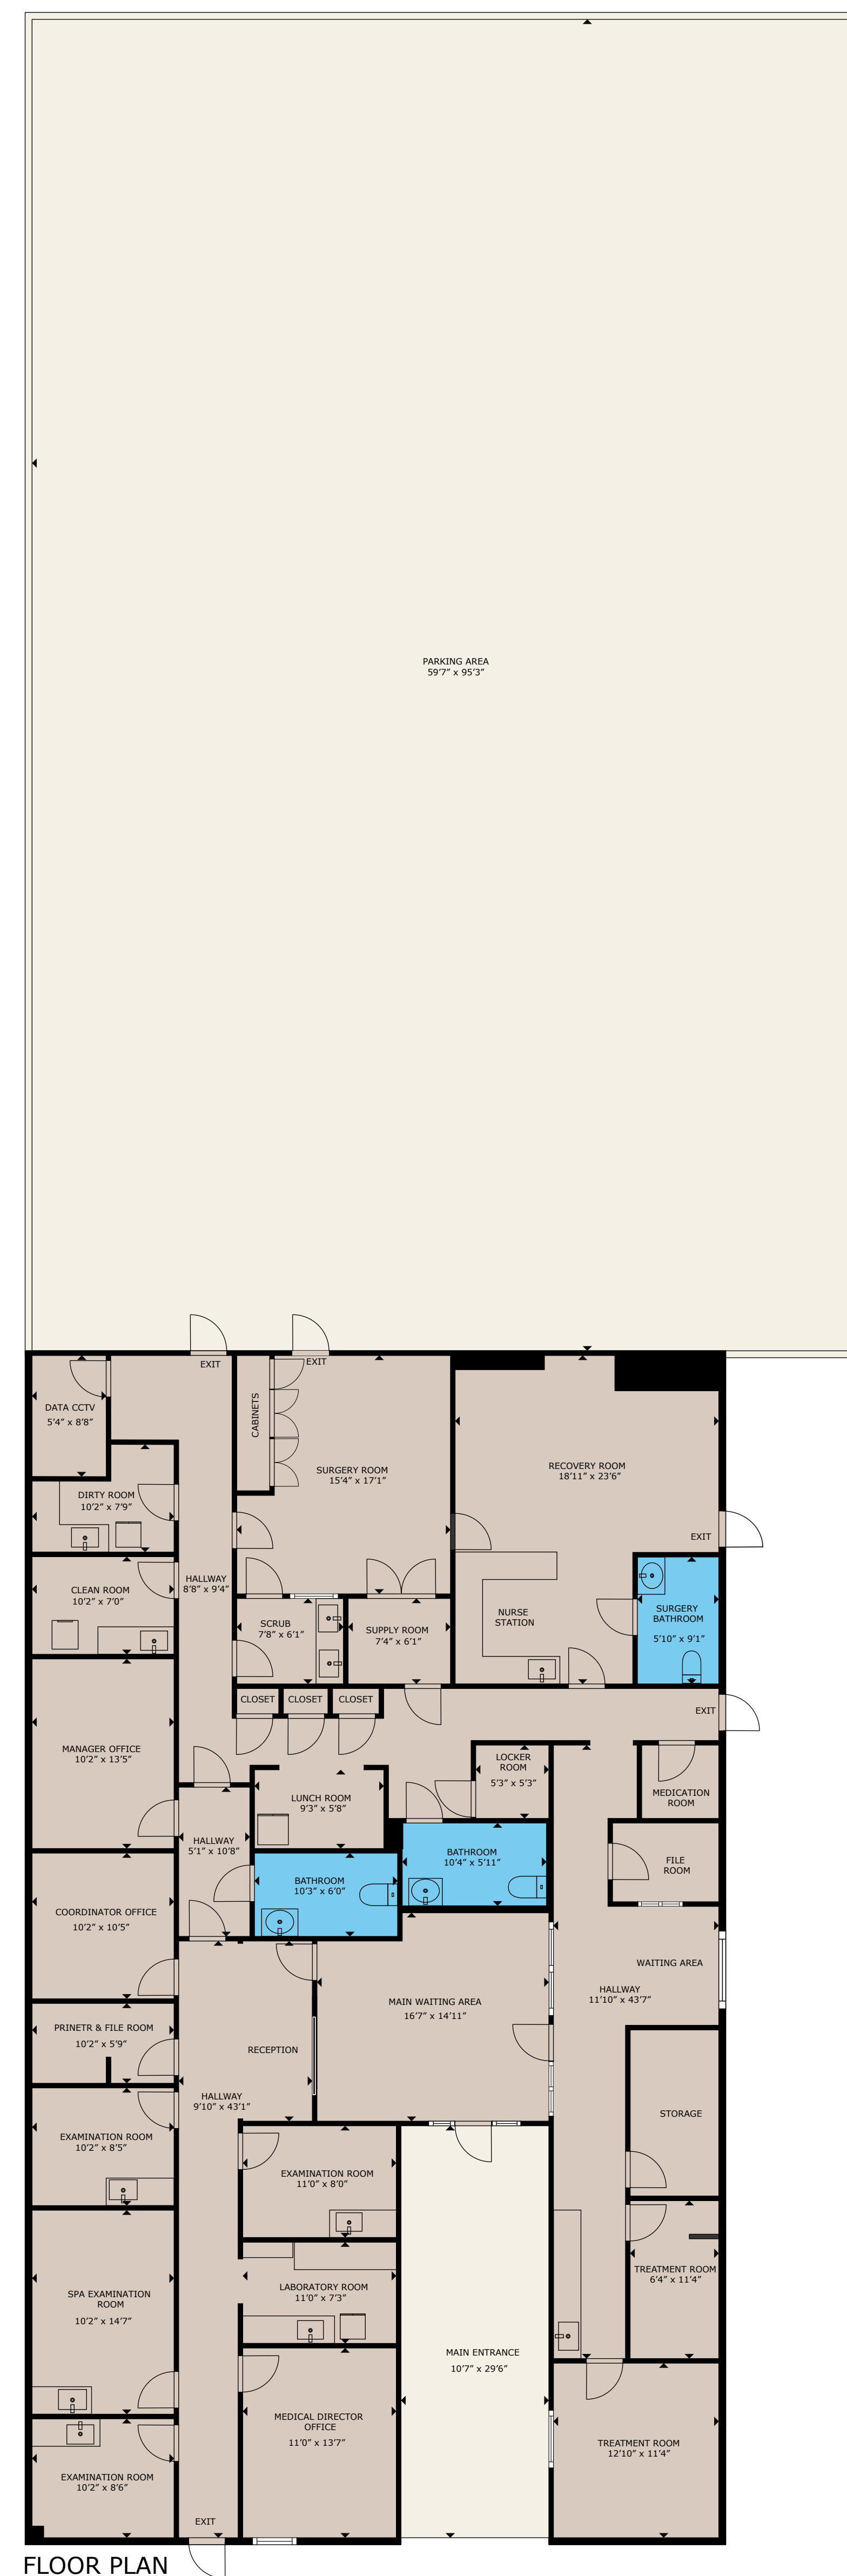 PARKING AREA
59’7” x 95’3”
EXIT
EXIT
CABINETS
DATA CCTV
5’4” x 8’8”
SURGERY ROOM
15’4” x 17’1”
RECOVERY ROOM
18’11” x 23’6”
DIRTY ROOM
10’2” x 7’9”
EXIT
HALLWAY
8’8” x 9’4”
CLEAN ROOM
10’2” x 7’0”
SCRUB
7’8” x 6’1”
SUPPLY ROOM
7’4” x 6’1”
NURSE
STATION
SURGERY
BATHROOM
5’10” x 9’1”
CLOSET
CLOSET
CLOSET
EXIT
MANAGER OFFICE
10’2” x 13’5”
LOCKER
ROOM
5’3” x 5’3”
MEDICATION
ROOM
LUNCH ROOM
9’3” x 5’8”
HALLWAY
5’1” x 10’8”
BATHROOM
10’4” x 5’11”
FILE
ROOM
BATHROOM
10’3” x 6’0”
COORDINATOR OFFICE
10’2” x 10’5”
WAITING AREA
HALLWAY
11’10” x 43’7”
MAIN WAITING AREA
16’7” x 14’11”
PRINETR & FILE ROOM
10’2” x 5’9”
RECEPTION
HALLWAY
9’10” x 43’1”
STORAGE
EXAMINATION ROOM
10’2” x 8’5”
EXAMINATION ROOM
11’0” x 8’0”
TREATMENT ROOM
6’4” x 11’4”
SPA EXAMINATION
ROOM
10’2” x 14’7”
LABORATORY ROOM
11’0” x 7’3”
MAIN ENTRANCE
10’7” x 29’6”
MEDICAL DIRECTOR
OFFICE
11’0” x 13’7”
TREATMENT ROOM
12’10” x 11’4”
EXAMINATION ROOM
10’2” x 8’6”
EXIT
FLOOR PLAN